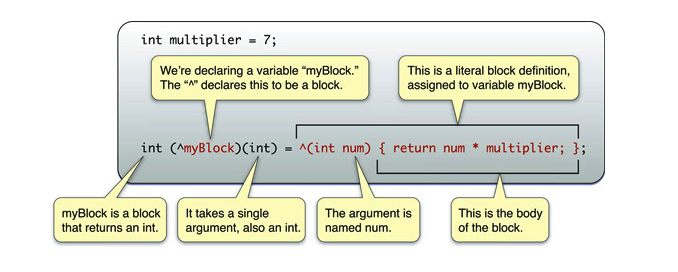 int multiplier = 7;
We're declaring a variable “myBlock.”
The “^” declares this to be a block.
This is a literal block definition,
assigned to variable myBlock.
int (^myBlock)(int) = ^(int num) { return num * multiplier; };
myBlock is a block
that returns an int.
It takes a single
argument, also an int.
The argument is
named num.
This is the body
of the block.